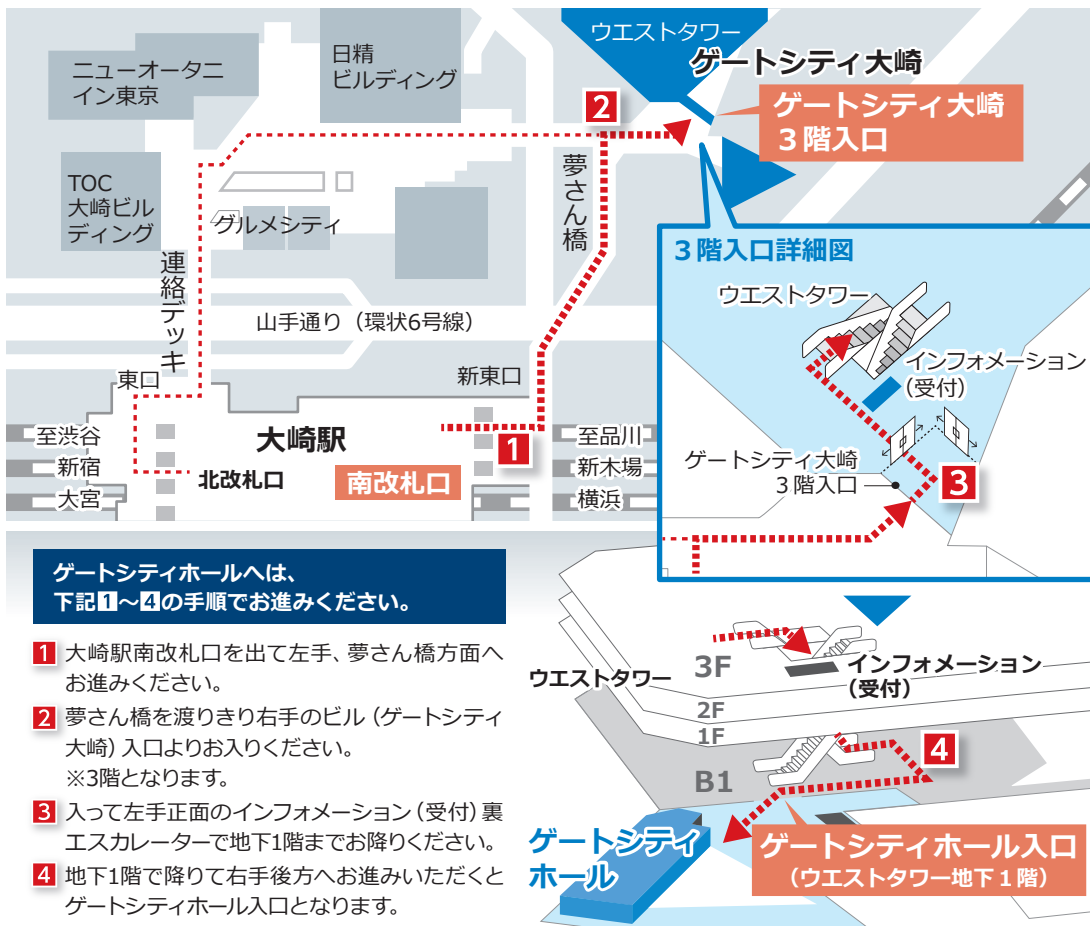 ウエストタワー
ゲートシティ大崎
ゲートシティ大崎
3階入口
ニューオータニ
イン東京
日精
ビルディング
2
夢さん橋
TOC
大崎ビル
ディング
グルメシティ
連絡デッキ
山手通り（環状6号線）
東口
新東口
至渋谷
新宿
大宮
大崎駅
北改札口
南改札口
1
至品川
新木場
横浜
3階入口詳細図
ウエストタワー
インフォメーション
（受付）
ゲートシティ大崎
3階入口
3
ゲートシティホールへは、
下記1～4の手順でお進みください。
1 大崎駅南改札口を出て左手、夢さん橋方面へ
お進みください。
2 夢さん橋を渡りきり右手のビル（ゲートシティ
大崎）入口よりお入りください。
※3階となります。
3 入って左手正面のインフォメーション（受付）裏
エスカレーターで地下1階までお降りください。
4 地下1階で降りて右手後方へお進みいただくと
ゲートシティホール入口となります。
ウエストタワー
3F
インフォメーション
（受付）
2F
1F
B1
4
ゲートシティ
ホール
ゲートシティホール入口
（ウエストタワー地下1階）